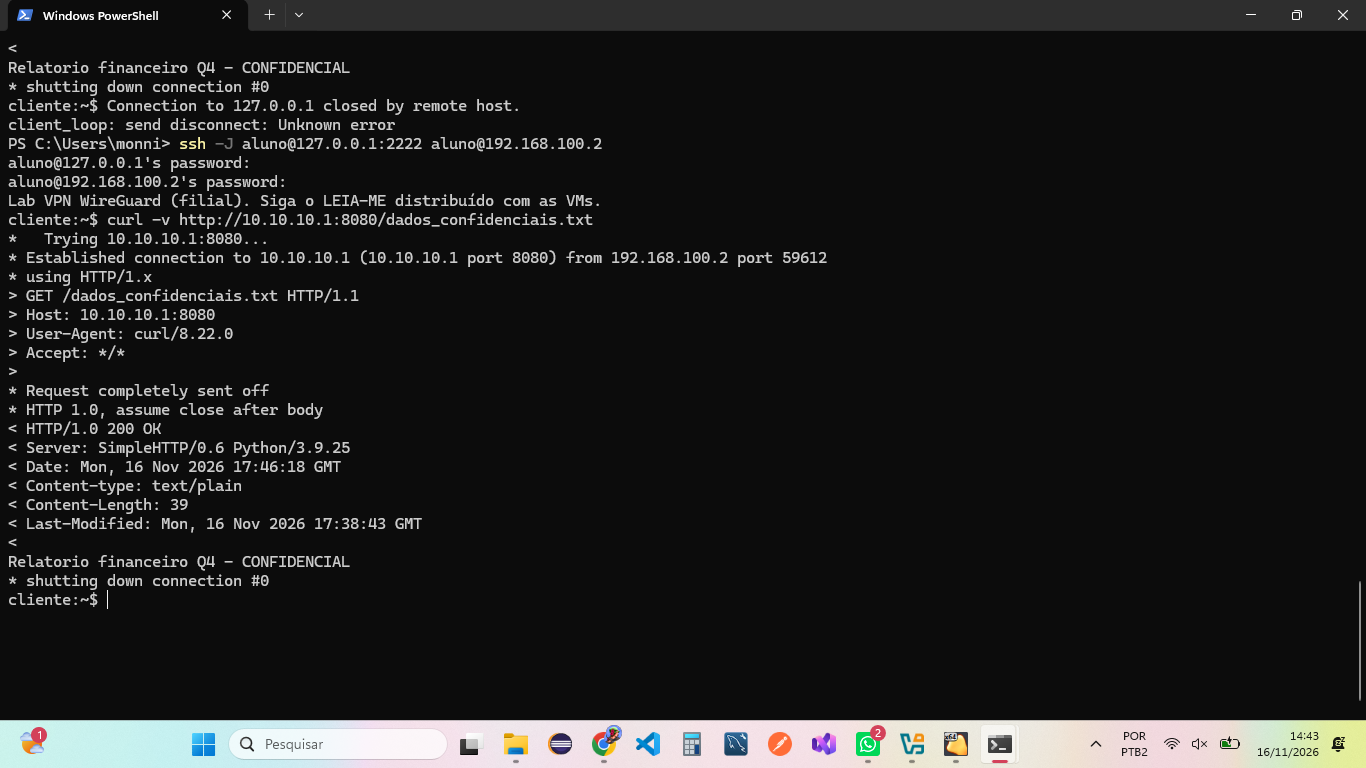 Windows PowerShell
<
Relatorio financeiro Q4 - CONFIDENCIAL
* shutting down connection #0
cliente:~$ Connection to 127.0.0.1 closed by remote host.
client_loop: send disconnect: Unknown error
PS C:\Users\monni> ssh -J aluno@127.0.0.1:2222 aluno@192.168.100.2
aluno@127.0.0.1's password:
aluno@192.168.100.2's password:
Lab VPN WireGuard (filial). Siga o LEIA-ME distribuído com as VMs.
cliente:~$ curl -v http://10.10.10.1:8080/dados_confidenciais.txt
*   Trying 10.10.10.1:8080...
* Established connection to 10.10.10.1 (10.10.10.1 port 8080) from 192.168.100.2 port 59612
* using HTTP/1.x
> GET /dados_confidenciais.txt HTTP/1.1
> Host: 10.10.10.1:8080
> User-Agent: curl/8.22.0
> Accept: */*
>
* Request completely sent off
* HTTP 1.0, assume close after body
< HTTP/1.0 200 OK
< Server: SimpleHTTP/0.6 Python/3.9.25
< Date: Mon, 16 Nov 2026 17:46:18 GMT
< Content-type: text/plain
< Content-Length: 39
< Last-Modified: Mon, 16 Nov 2026 17:38:43 GMT
<
Relatorio financeiro Q4 - CONFIDENCIAL
* shutting down connection #0
cliente:~$
1
Pesquisar
2
POR
PTB2
14:43
16/11/2026